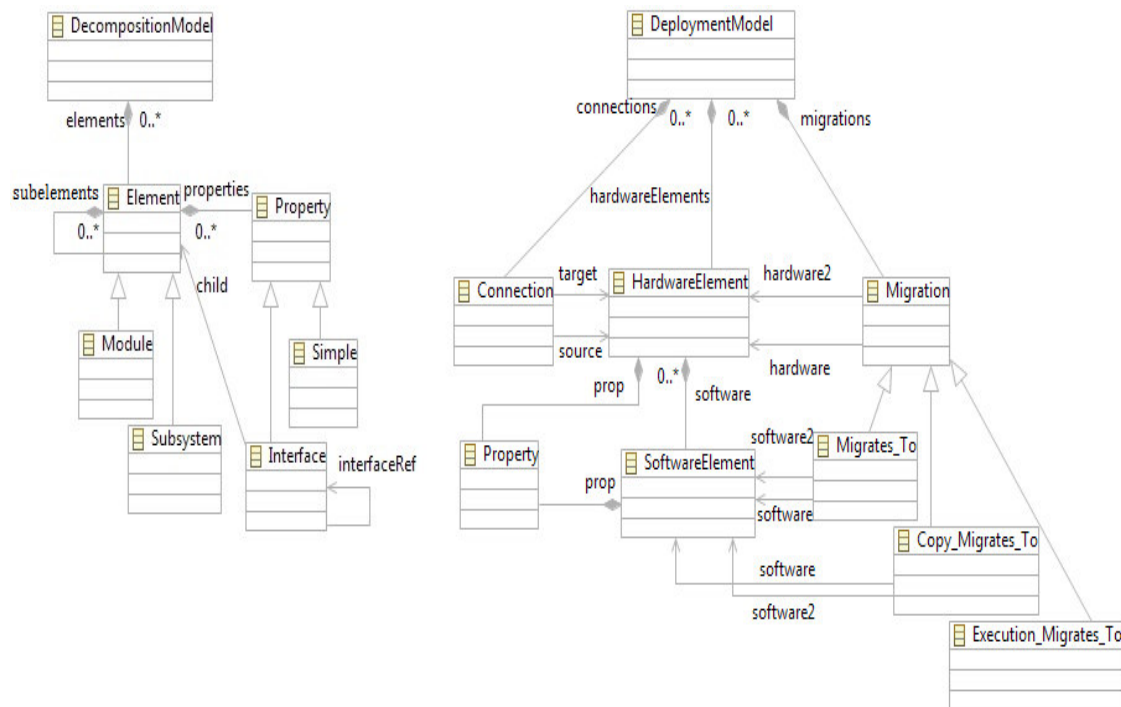 DecompositionModel
elements
0..*
subelements
Element
properties
Property
0..*
0..*
child
Module
Simple
Subsystem
Interface
interfaceRef
DeploymentModel
connections
0..*
0..*
migrations
hardwareElements
Connection
target
HardwareElement
hardware2
Migration
source
hardware
prop
0..*
software
Property
prop
SoftwareElement
software2
Migrates_To
software
Copy_Migrates_To
software
software2
Execution_Migrates_To